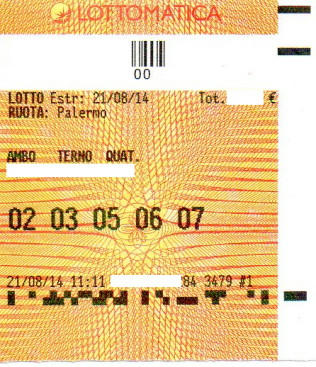 LOTTOMATICA
00
LOTTO Estr: 21/08/14 Tot. €
RUOTA: Palermo
AMBO TERNO QUAT.
02 03 05 06 07
21/08/14 11:11 84 3479 #1